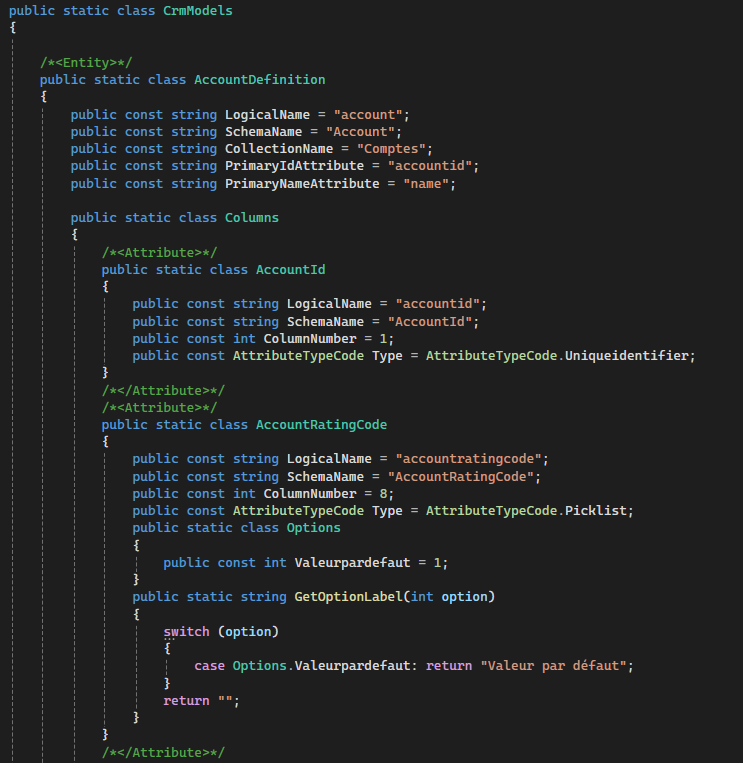 public static class CrmModels
{
/*<Entity>*/
public static class AccountDefinition
{
public const string LogicalName = "account";
public const string SchemaName = "Account";
public const string CollectionName = "Comptes";
public const string PrimaryIdAttribute = "accountid";
public const string PrimaryNameAttribute = "name";
public static class Columns
{
/*<Attribute>*/
public static class AccountId
{
public const string LogicalName = "accountid";
public const string SchemaName = "AccountId";
public const int ColumnNumber = 1;
public const AttributeTypeCode Type = AttributeTypeCode.Uniqueidentifier;
}
/*</Attribute>*/
/*<Attribute>*/
public static class AccountRatingCode
{
public const string LogicalName = "accountratingcode";
public const string SchemaName = "AccountRatingCode";
public const int ColumnNumber = 8;
public const AttributeTypeCode Type = AttributeTypeCode.Picklist;
public static class Options
{
public const int Valeurpardefaut = 1;
}
public static string GetOptionLabel(int option)
{
switch (option)
{
case Options.Valeurpardefaut: return "Valeur par défaut";
}
return "";
}
}
/*</Attribute>*/